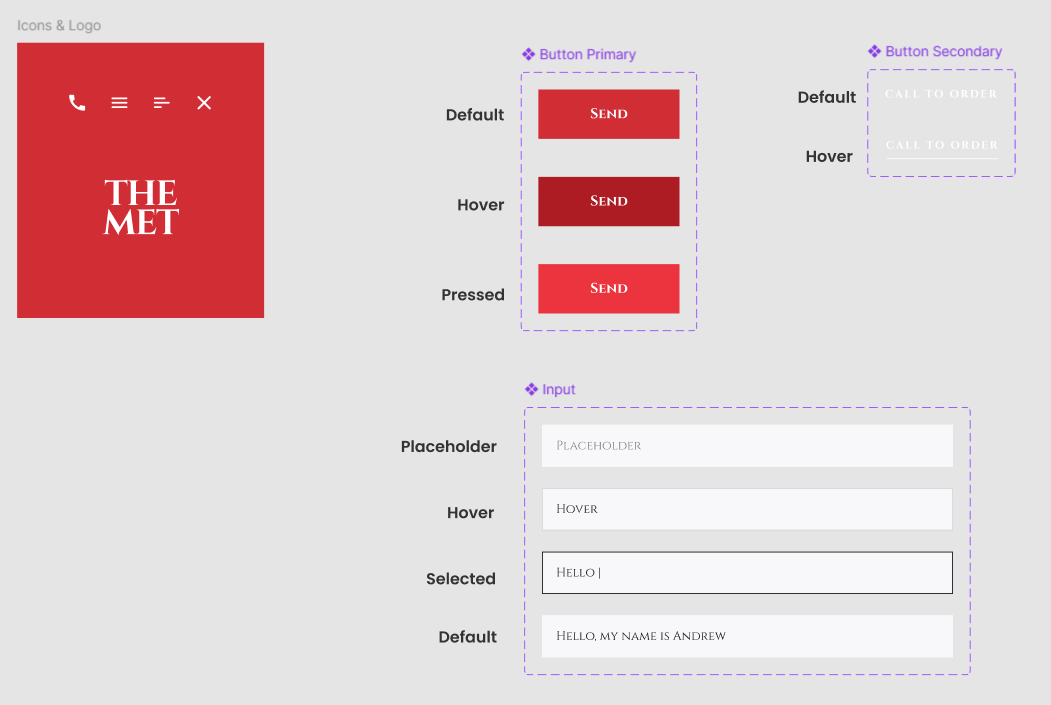 Icons & Logo
THE
MET
Button Primary
Default
Send
Hover
Send
Pressed
Send
Button Secondary
Default
CALL TO ORDER
Hover
CALL TO ORDER
Input
Placeholder
Placeholder
Hover
Hover
Selected
Hello |
Default
Hello, my name is Andrew